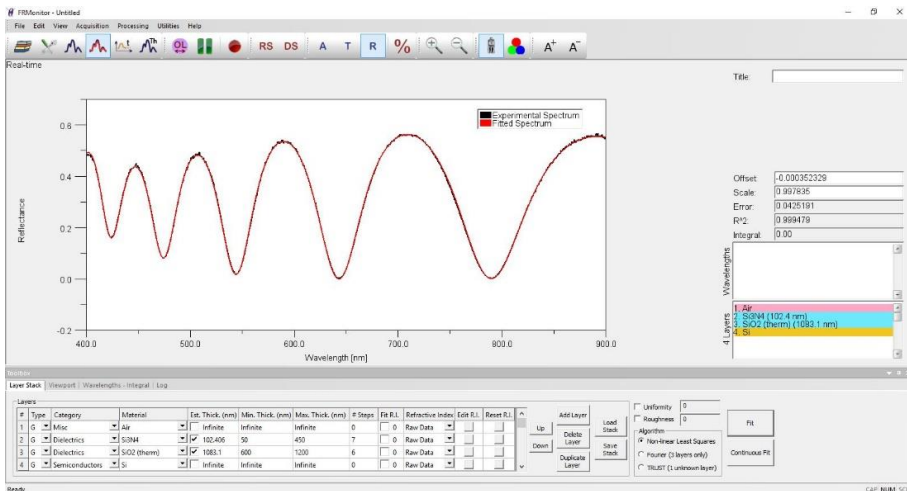 FRMonitor - Untitled
File Edit View Acquisition Processing Utilities Help
OL RS DS A T R % A+ A-
Real-time
Title:
Experimental Spectrum
Fitted Spectrum
0.6
0.4
0.2
0.0
-0.2
Reflectance
400.0 500.0 600.0 700.0 800.0 900.0
Wavelength [nm]
Offset: -0.000352329
Scale: 0.997835
Error: 0.0425191
R^2: 0.999479
Integral: 0.00
Wavelengths
4 Layers
1. Air
2. Si3N4 (102.4 nm)
3. SiO2 (therm) (1083.1 nm)
4. Si
Layer Stack Viewport Wavelengths - Integral Log
Layers
# Type Category Material Est. Thick. (nm) Min. Thick. (nm) Max. Thick. (nm) # Steps Fit R.I. Refractive Index Edit R.I. Reset R.I.
1 G Misc Air Infinite Infinite Infinite 0 0 Raw Data
2 G Dielectrics Si3N4 102.406 50 450 7 0 Raw Data
3 G Dielectrics SiO2 (therm) 1083.1 600 1200 6 0 Raw Data
4 G Semiconductors Si Infinite Infinite Infinite 0 0 Raw Data
Up
Down
Add Layer
Delete Layer
Duplicate Layer
Load Stack
Save Stack
Uniformity 0
Roughness 0
Algorithm
Non-linear Least Squares
Fourier (3 layers only)
TRUST (1 unknown layer)
Fit
Continuous Fit
Ready
CAP NUM